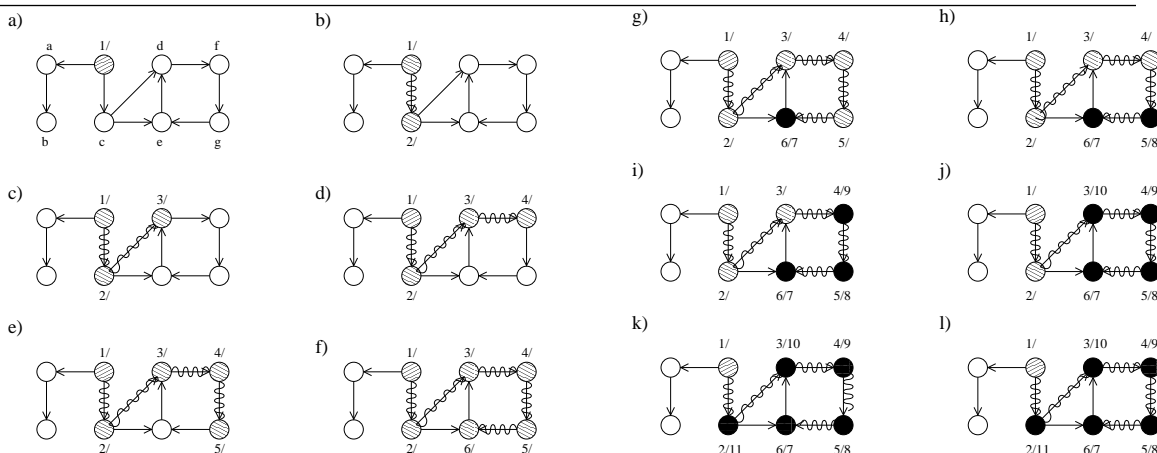 a) b) g) h)
a 1/ d f 1/ 1/ 3/ 4/ 1/ 3/ 4/
b c e g 2/ 2/ 6/7 5/ 2/ 6/7 5/8
c) d) i) j)
1/ 3/ 1/ 3/ 4/ 1/ 3/ 4/9 1/ 3/10 4/9
2/ 2/ 2/ 6/7 5/8 2/ 6/7 5/8
e) f) k) l)
1/ 3/ 4/ 1/ 3/ 4/ 1/ 3/10 4/9 1/ 3/10 4/9
2/ 5/ 2/ 6/ 5/ 2/11 6/7 5/8 2/11 6/7 5/8